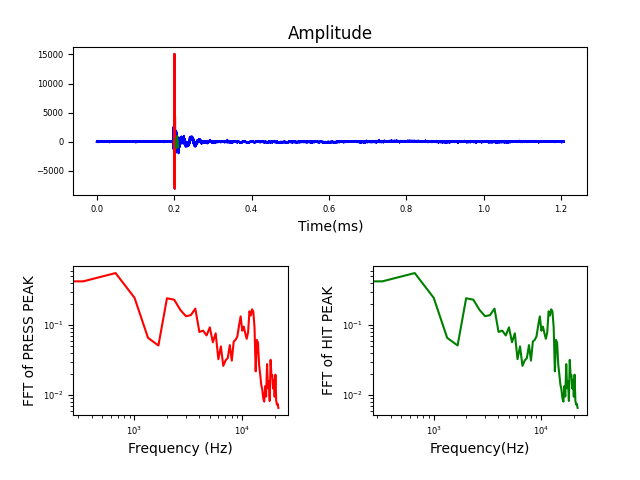 Amplitude
15000
10000
5000
0
−5000
0.0 0.2 0.4 0.6 0.8 1.0 1.2
Time(ms)
FFT of PRESS PEAK
10⁻¹
10⁻²
10³ 10⁴
Frequency (Hz)
FFT of HIT PEAK
10⁻¹
10⁻²
10³ 10⁴
Frequency(Hz)